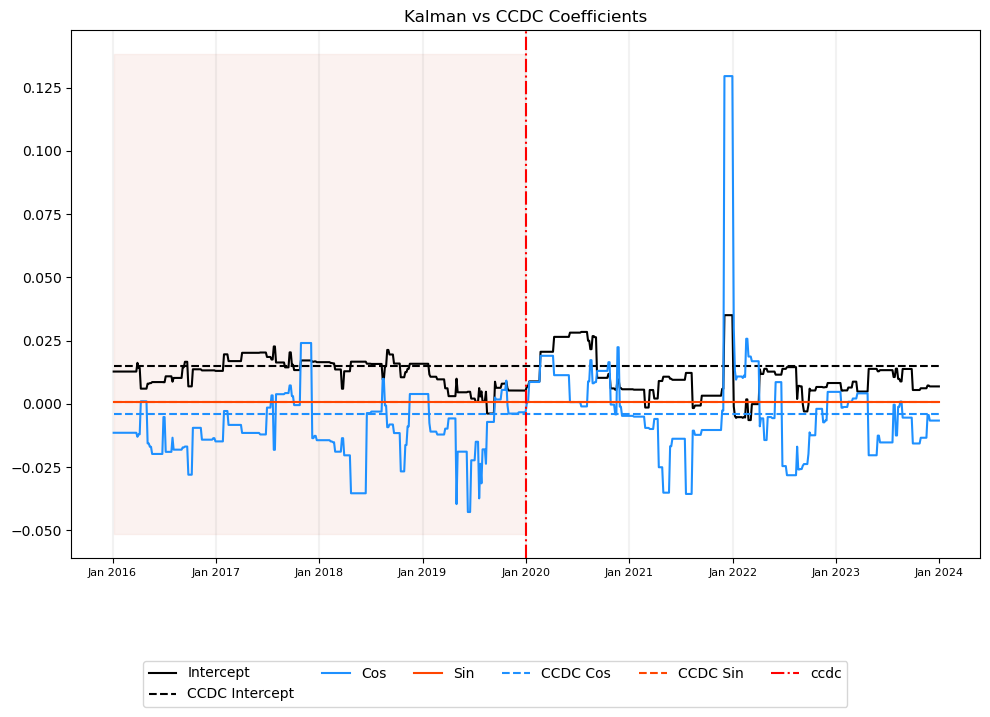 Kalman vs CCDC Coefficients
0.125
0.100
0.075
0.050
0.025
0.000
−0.025
−0.050
Jan 2016 Jan 2017 Jan 2018 Jan 2019 Jan 2020 Jan 2021 Jan 2022 Jan 2023 Jan 2024
Intercept Cos Sin CCDC Cos CCDC Sin ccdc
CCDC Intercept